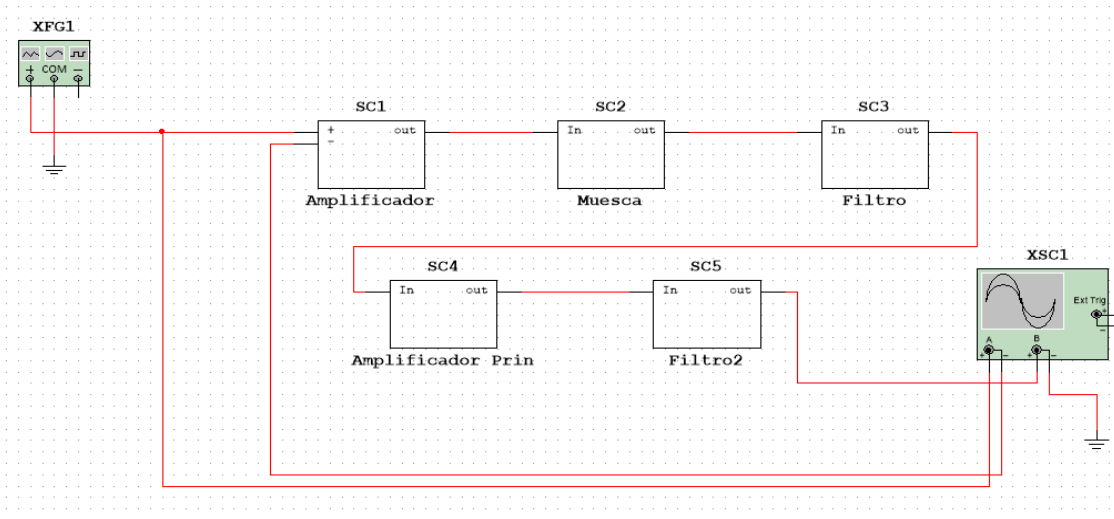 XFG1
+ COM −
SC1
+ out
−
Amplificador
SC2
In out
Muesca
SC3
In out
Filtro
SC4
In out
Amplificador Prin
SC5
In out
Filtro2
XSC1
Ext Trig
+
−
A B
+ − + −